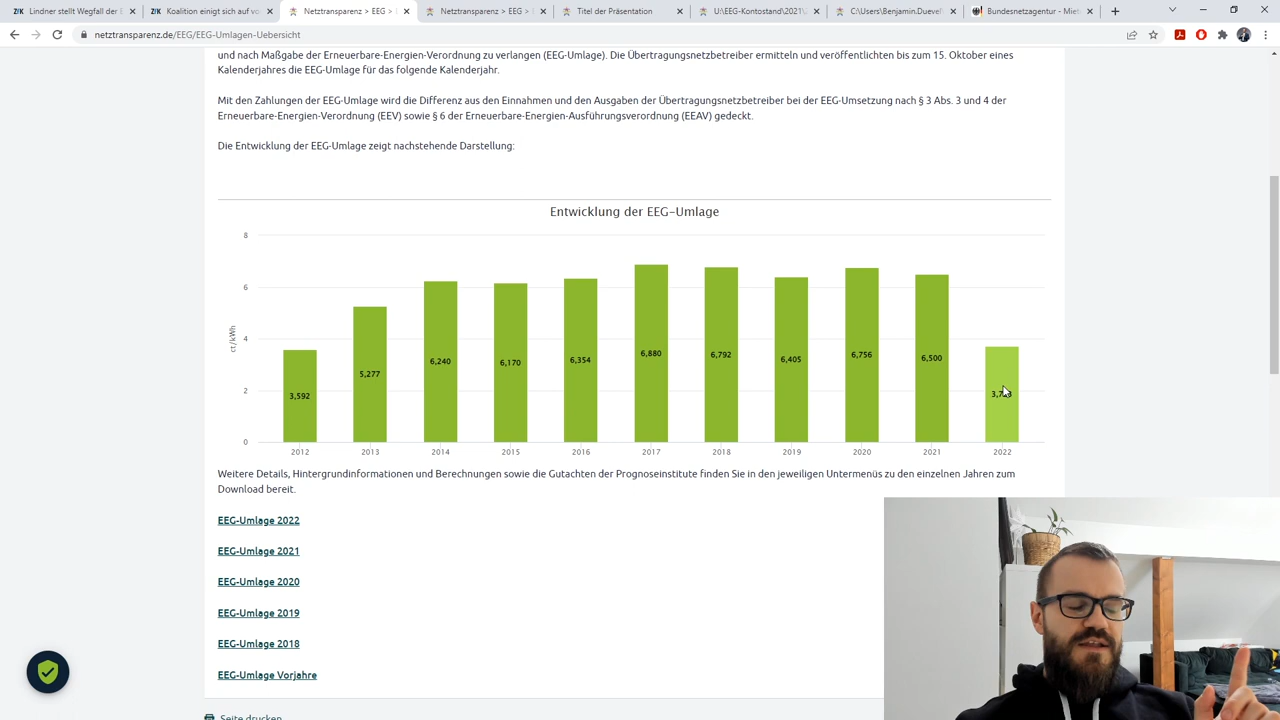 Lindner stellt Wegfall der E
Koalition einigt sich auf vo
Netztransparenz > EEG >
Netztransparenz > EEG >
Titel der Präsentation
U:\EEG-Kontostand\2021\
C:\Users\Benjamin.Duevel
Bundesnetzagentur - Mie
netztransparenz.de/EEG/EEG-Umlagen-Uebersicht
und nach Maßgabe der Erneuerbare-Energien-Verordnung zu verlangen (EEG-Umlage). Die Übertragungsnetzbetreiber ermitteln und veröffentlichten bis zum 15. Oktober eines
Kalenderjahres die EEG-Umlage für das folgende Kalenderjahr.
Mit den Zahlungen der EEG-Umlage wird die Differenz aus den Einnahmen und den Ausgaben der Übertragungsnetzbetreiber bei der EEG-Umsetzung nach § 3 Abs. 3 und 4 der
Erneuerbare-Energien-Verordnung (EEV) sowie § 6 der Erneuerbare-Energien-Ausführungsverordnung (EEAV) gedeckt.
Die Entwicklung der EEG-Umlage zeigt nachstehende Darstellung:
Entwicklung der EEG-Umlage
8
6
4
2
0
ct/kWh
3,592
5,277
6,240
6,170
6,354
6,880
6,792
6,405
6,756
6,500
2012
2013
2014
2015
2016
2017
2018
2019
2020
2021
2022
Weitere Details, Hintergrundinformationen und Berechnungen sowie die Gutachten der Prognoseinstitute finden Sie in den jeweiligen Untermenüs zu den einzelnen Jahren zum
Download bereit.
EEG-Umlage 2022
EEG-Umlage 2021
EEG-Umlage 2020
EEG-Umlage 2019
EEG-Umlage 2018
EEG-Umlage Vorjahre
Seite drucken